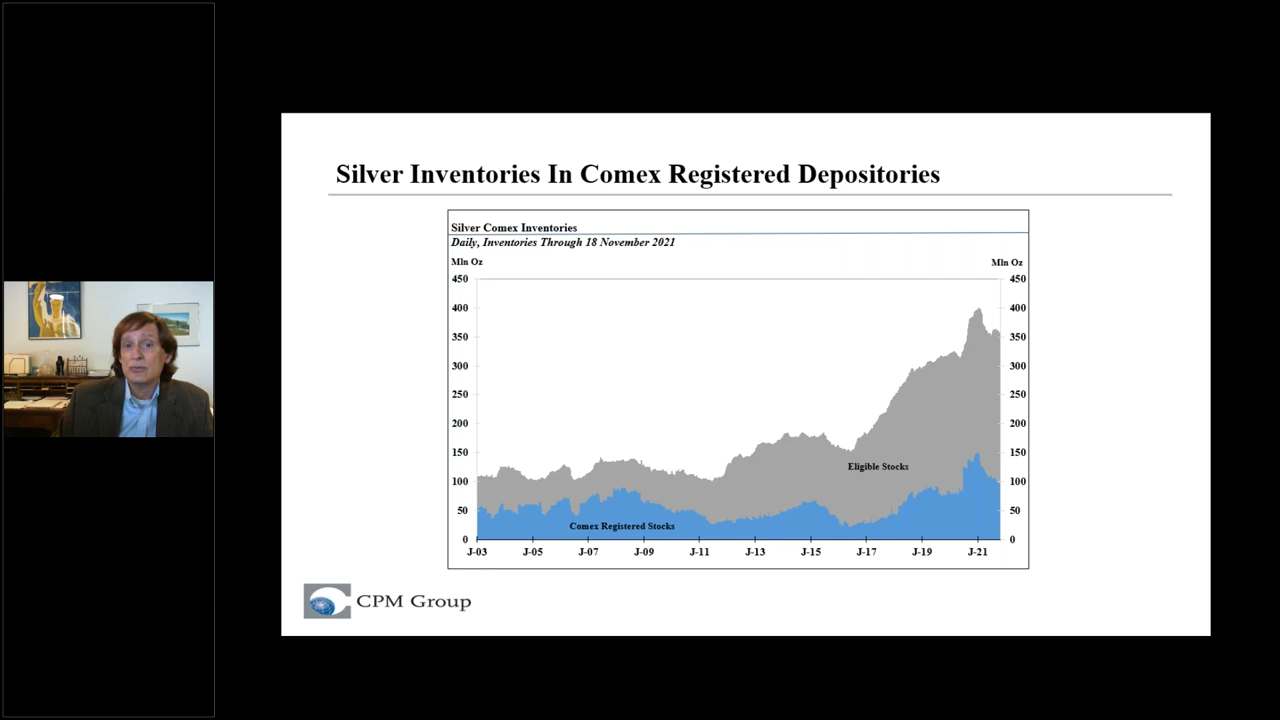 Silver Inventories In Comex Registered Depositories
Silver Comex Inventories
Daily, Inventories Through 18 November 2021
Mln Oz
Mln Oz
450
450
400
400
350
350
300
300
250
250
200
200
150
150
100
100
50
50
0
0
Eligible Stocks
Comex Registered Stocks
J-03 J-05 J-07 J-09 J-11 J-13 J-15 J-17 J-19 J-21
CPM Group